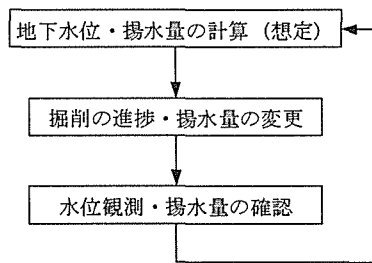 地下水位・揚水量の計算（想定）
掘削の進捗・揚水量の変更
水位観測・揚水量の確認